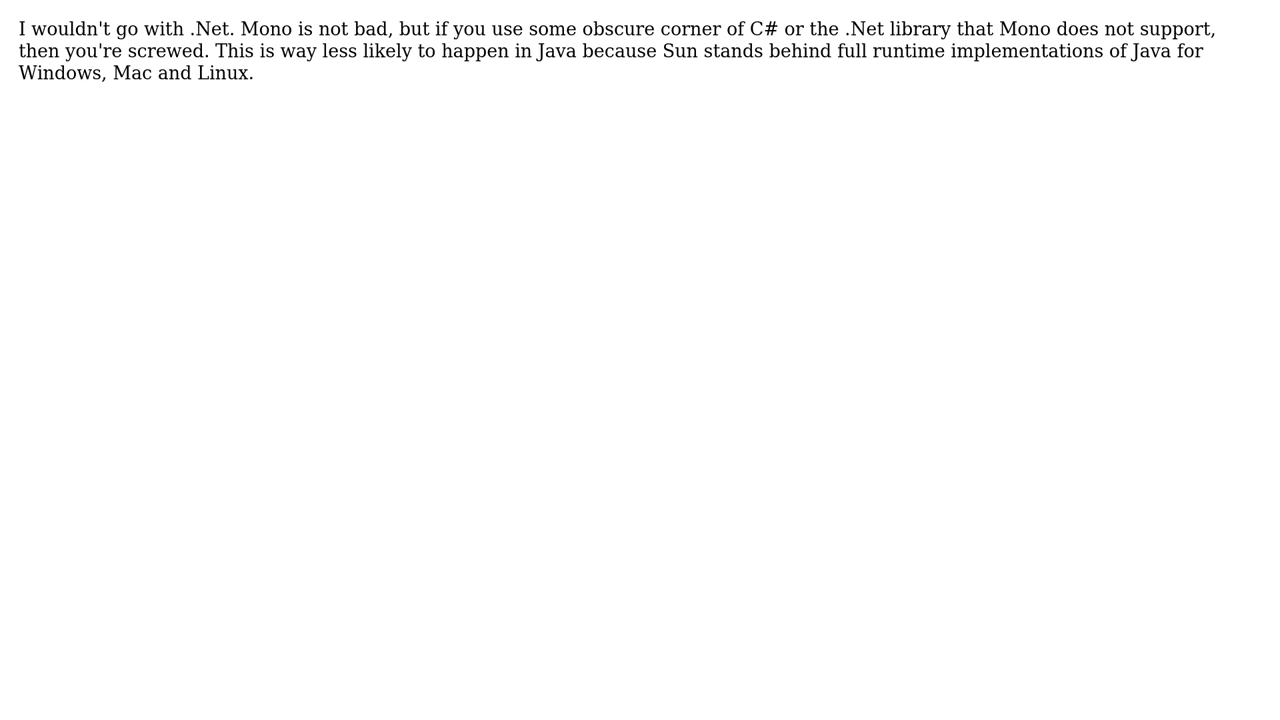 I wouldn't go with .Net. Mono is not bad, but if you use some obscure corner of C# or the .Net library that Mono does not support,
then you're screwed. This is way less likely to happen in Java because Sun stands behind full runtime implementations of Java for
Windows, Mac and Linux.